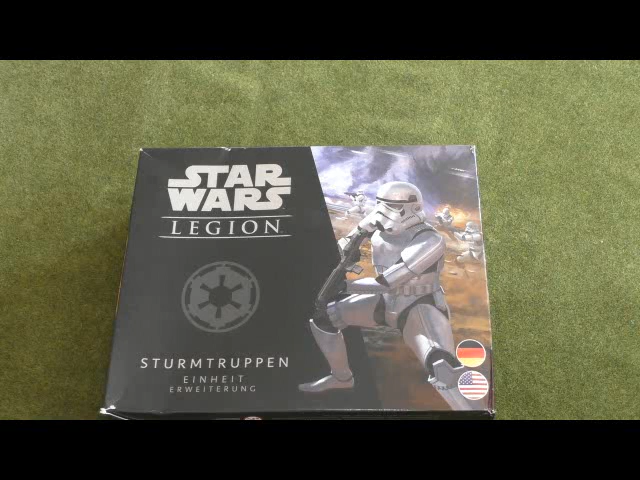 STAR
WARS
LEGION
STURMTRUPPEN
EINHEIT
ERWEITERUNG